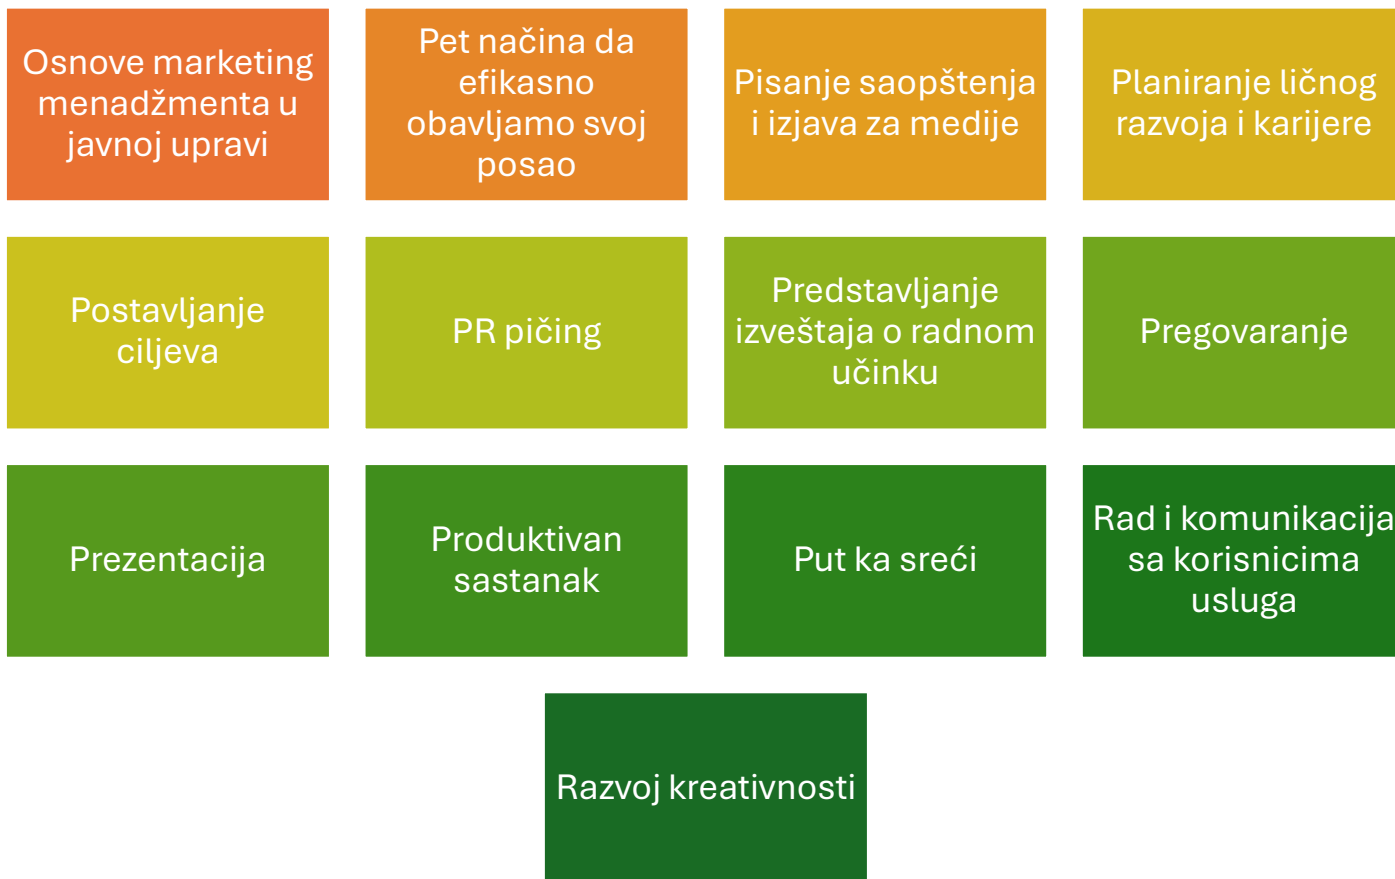 Osnove marketing
menadžmenta u
javnoj upravi
Pet načina da
efikasno
obavljamo svoj
posao
Pisanje saopštenja
i izjava za medije
Planiranje ličnog
razvoja i karijere
Postavljanje
ciljeva
PR pičing
Predstavljanje
izveštaja o radnom
učinku
Pregovaranje
Prezentacija
Produktivan
sastanak
Put ka sreći
Rad i komunikacija
sa korisnicima
usluga
Razvoj kreativnosti